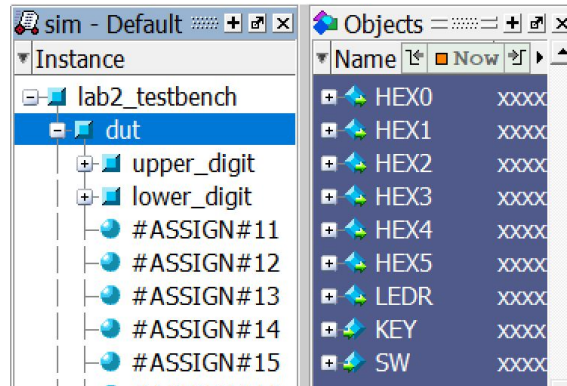 sim - Default
Instance
lab2_testbench
dut
upper_digit
lower_digit
#ASSIGN#11
#ASSIGN#12
#ASSIGN#13
#ASSIGN#14
#ASSIGN#15
Objects
Name Now
HEX0 xxxx
HEX1 xxxx
HEX2 xxxx
HEX3 xxxx
HEX4 xxxx
HEX5 xxxx
LEDR xxxx
KEY xxxx
SW xxxx